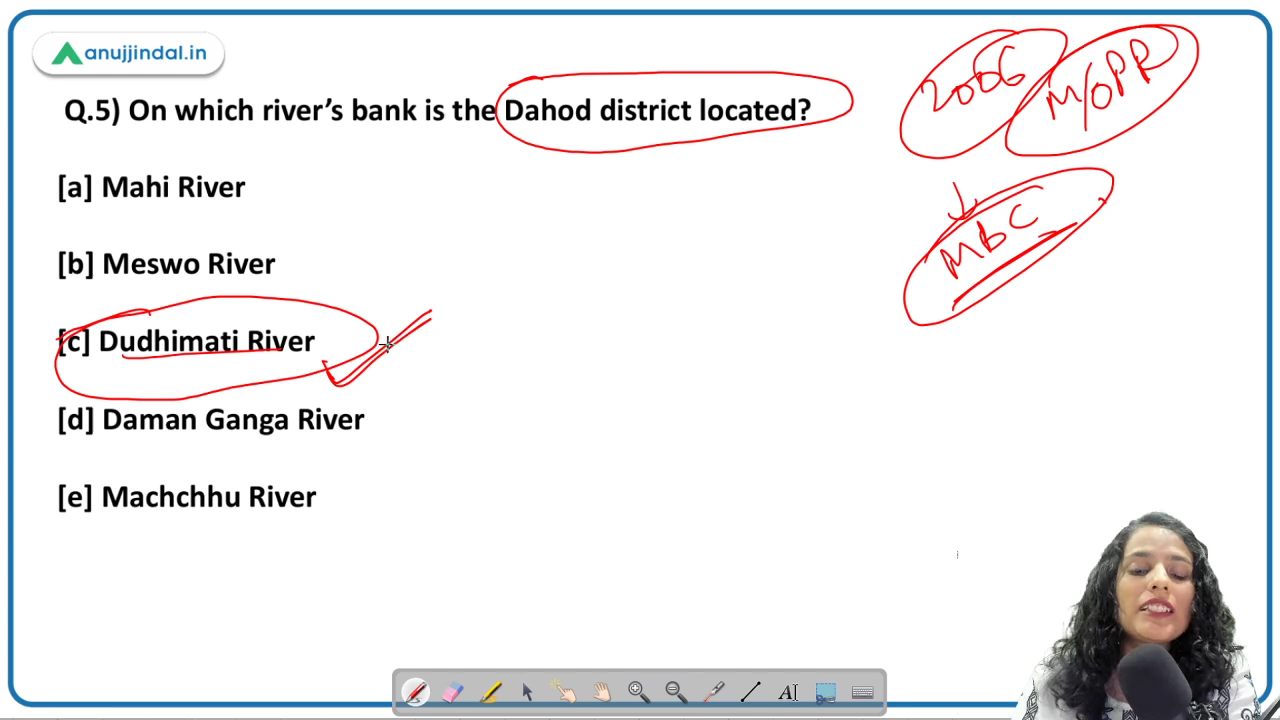 anujjindal.in
Q.5) On which river's bank is the Dahod district located?
[a] Mahi River
[b] Meswo River
[c] Dudhimati River
[d] Daman Ganga River
[e] Machchhu River
2006 M/OPR
MBC
AI